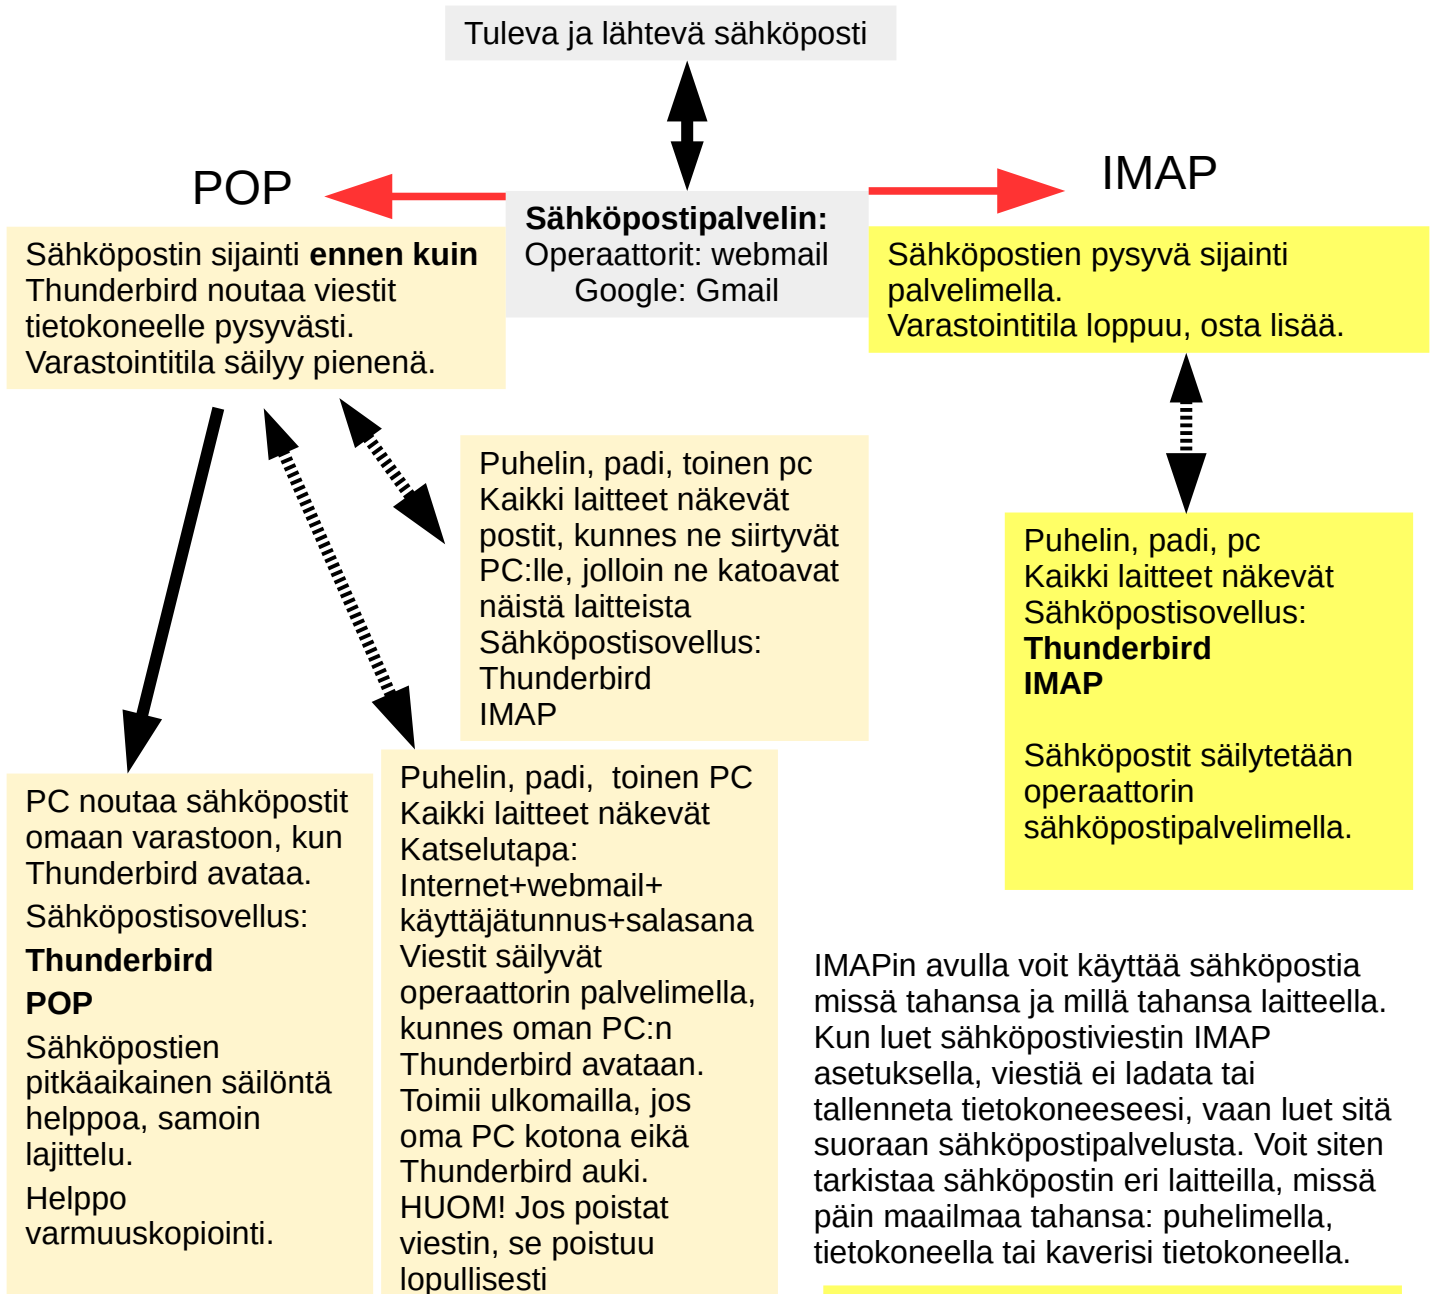 Tuleva ja lähtevä sähköposti
POP
IMAP
Sähköpostipalvelin:
Operaattorit: webmail
Google: Gmail
Sähköpostin sijainti ennen kuin
Thunderbird noutaa viestit
tietokoneelle pysyvästi.
Varastointitila säilyy pienenä.
Sähköpostien pysyvä sijainti
palvelimella.
Varastointitila loppuu, osta lisää.
Puhelin, padi, toinen pc
Kaikki laitteet näkevät
postit, kunnes ne siirtyvät
PC:lle, jolloin ne katoavat
näistä laitteista
Sähköpostisovellus:
Thunderbird
IMAP
Puhelin, padi, pc
Kaikki laitteet näkevät
Sähköpostisovellus:
Thunderbird
IMAP
Sähköpostit säilytetään
operaattorin
sähköpostipalvelimella.
PC noutaa sähköpostit
omaan varastoon, kun
Thunderbird avataa.
Sähköpostisovellus:
Thunderbird
POP
Sähköpostien
pitkäaikainen säilöntä
helppoa, samoin
lajittelu.
Helppo
varmuuskopiointi.
Puhelin, padi,  toinen PC
Kaikki laitteet näkevät
Katselutapa:
Internet+webmail+
käyttäjätunnus+salasana
Viestit säilyvät
operaattorin palvelimella,
kunnes oman PC:n
Thunderbird avataan.
Toimii ulkomailla, jos
oma PC kotona eikä
Thunderbird auki.
HUOM! Jos poistat
viestin, se poistuu
lopullisesti
IMAPin avulla voit käyttää sähköpostia
missä tahansa ja millä tahansa laitteella.
Kun luet sähköpostiviestin IMAP
asetuksella, viestiä ei ladata tai
tallenneta tietokoneeseesi, vaan luet sitä
suoraan sähköpostipalvelusta. Voit siten
tarkistaa sähköpostin eri laitteilla, missä
päin maailmaa tahansa: puhelimella,
tietokoneella tai kaverisi tietokoneella.